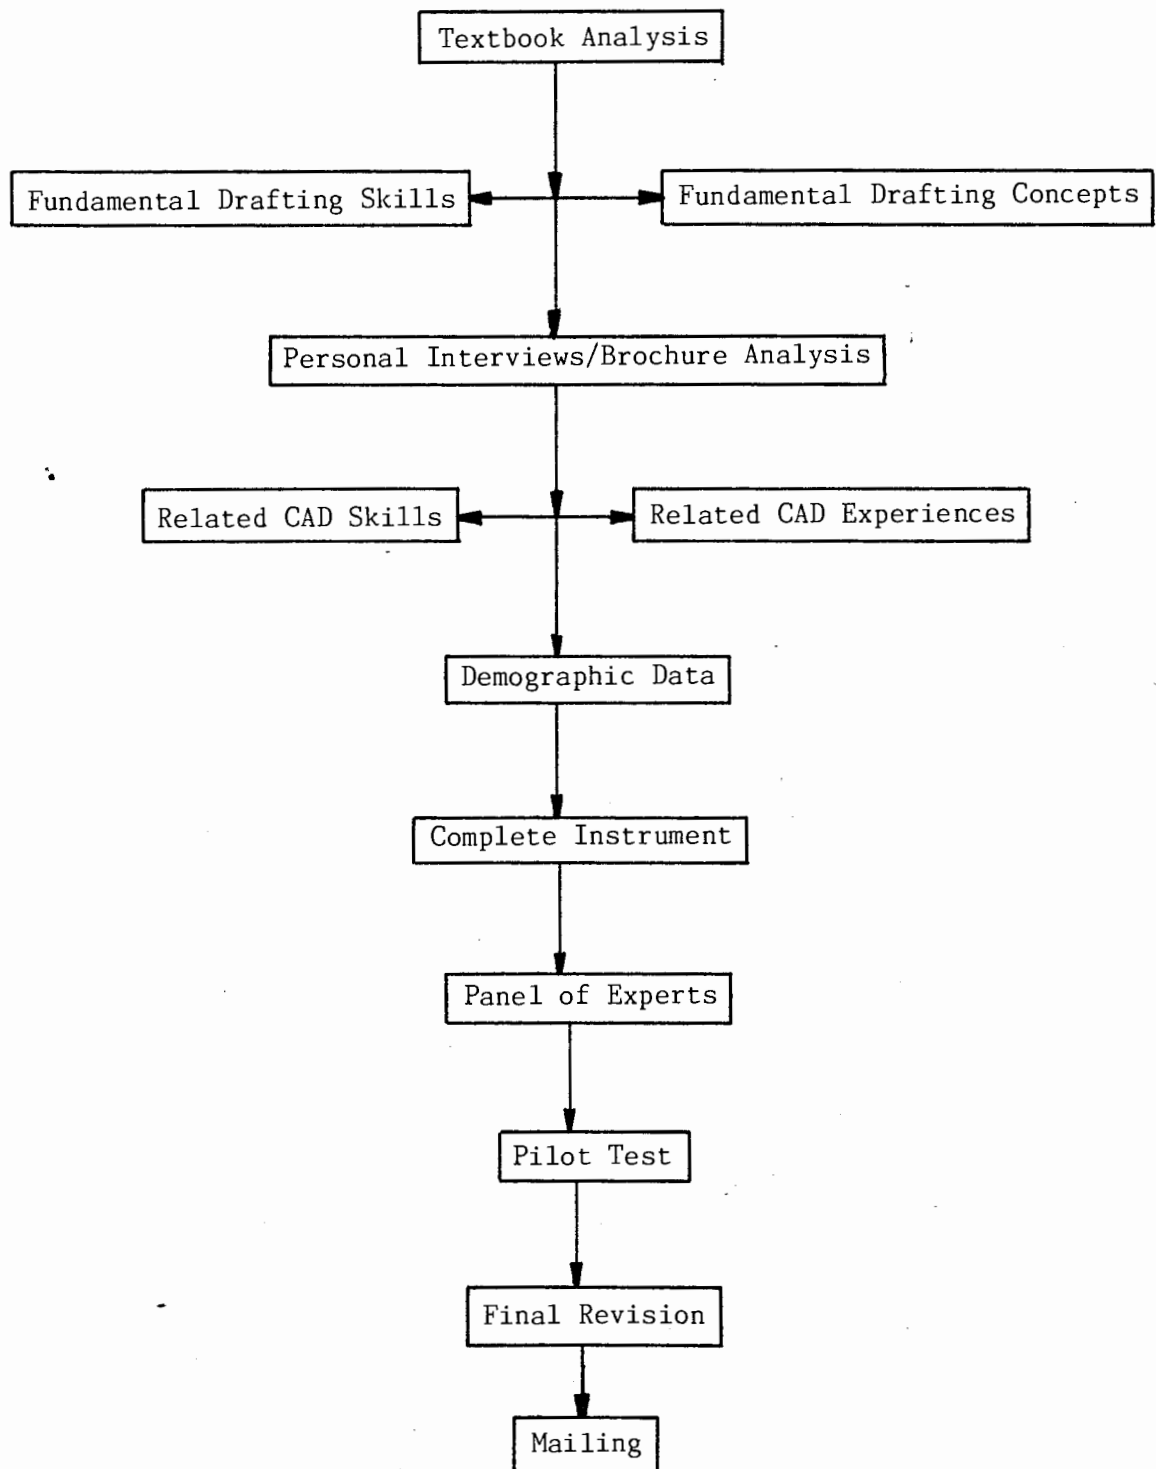 Textbook Analysis
Fundamental Drafting Skills
Fundamental Drafting Concepts
Personal Interviews/Brochure Analysis
Related CAD Skills
Related CAD Experiences
Demographic Data
Complete Instrument
Panel of Experts
Pilot Test
Final Revision
Mailing